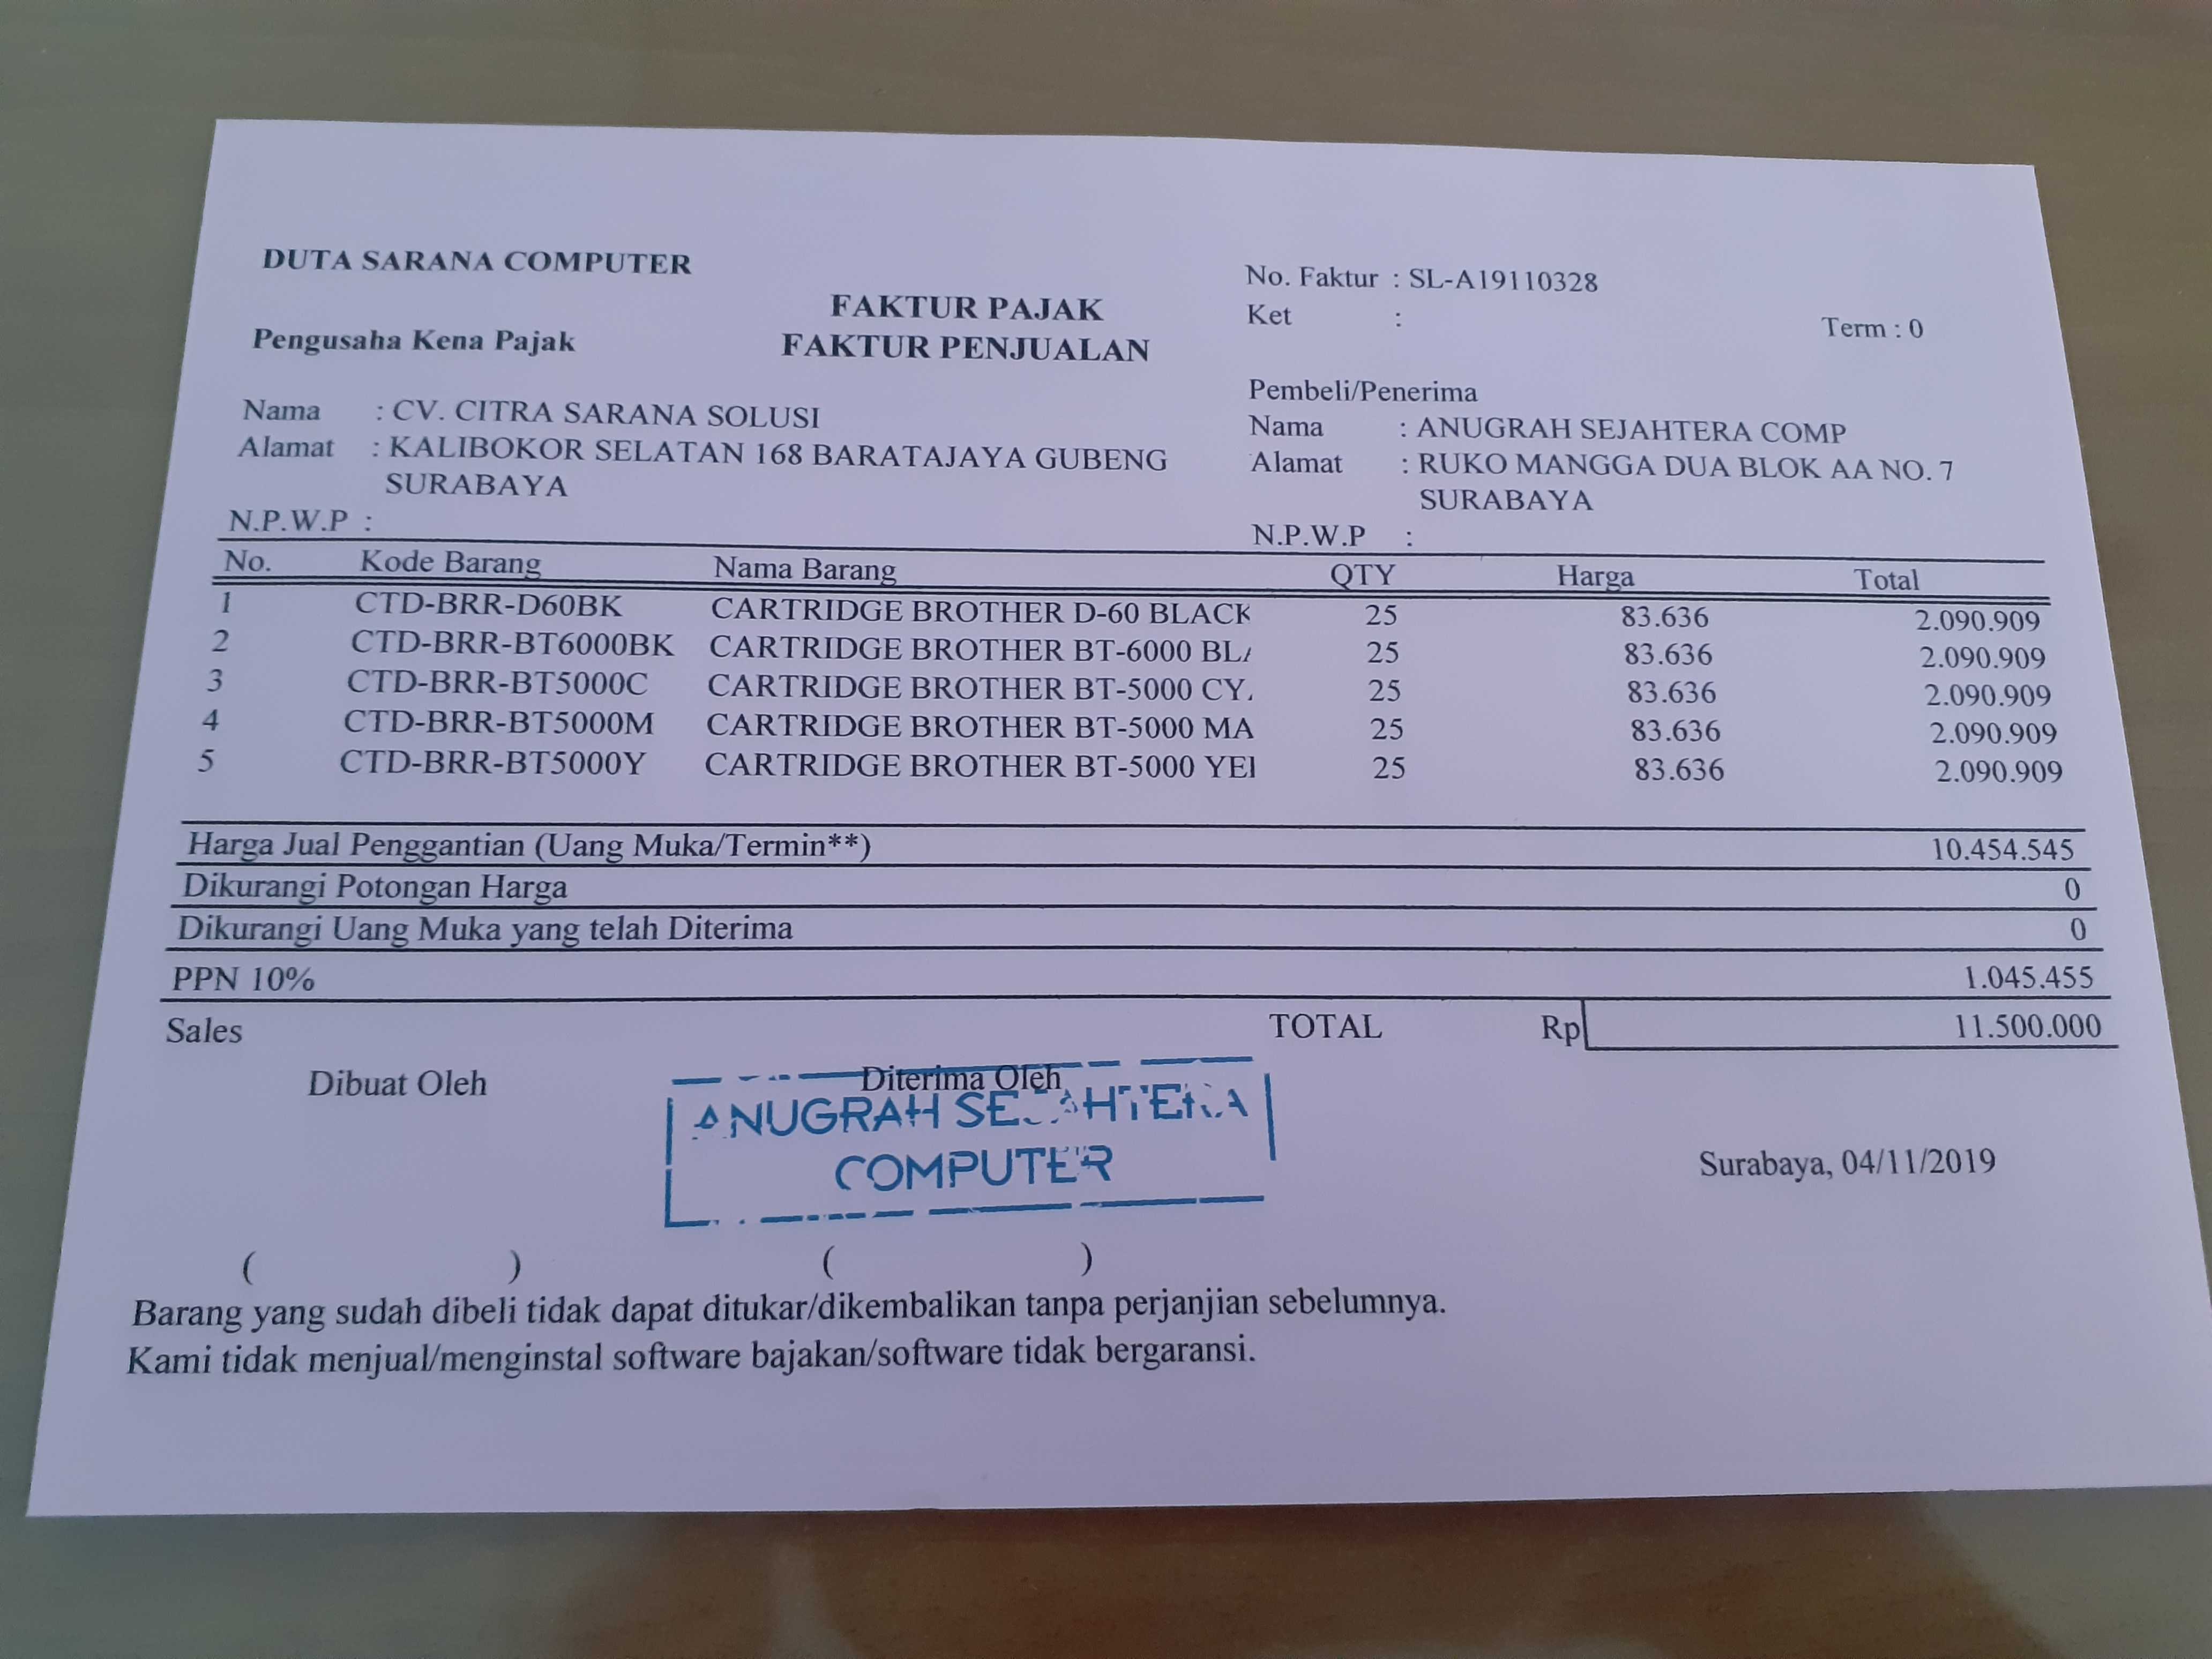 DUTA SARANA COMPUTER
Pengusaha Kena Pajak
FAKTUR PAJAK
FAKTUR PENJUALAN
No. Faktur : SL-A19110328
Ket :
Term : 0
Nama : CV. CITRA SARANA SOLUSI
Alamat : KALIBOKOR SELATAN 168 BARATAJAYA GUBENG
SURABAYA
N.P.W.P :
Pembeli/Penerima
Nama : ANUGRAH SEJAHTERA COMP
Alamat : RUKO MANGGA DUA BLOK AA NO. 7
SURABAYA
N.P.W.P :
No. Kode Barang Nama Barang QTY Harga Total
1 CTD-BRR-D60BK CARTRIDGE BROTHER D-60 BLACK 25 83.636 2.090.909
2 CTD-BRR-BT6000BK CARTRIDGE BROTHER BT-6000 BL 25 83.636 2.090.909
3 CTD-BRR-BT5000C CARTRIDGE BROTHER BT-5000 CY 25 83.636 2.090.909
4 CTD-BRR-BT5000M CARTRIDGE BROTHER BT-5000 MA 25 83.636 2.090.909
5 CTD-BRR-BT5000Y CARTRIDGE BROTHER BT-5000 YE 25 83.636 2.090.909
Harga Jual Penggantian (Uang Muka/Termin**) 10.454.545
Dikurangi Potongan Harga 0
Dikurangi Uang Muka yang telah Diterima 0
PPN 10% 1.045.455
Sales TOTAL Rp 11.500.000
Dibuat Oleh Diterima Oleh
ANUGRAH SEJAHTERA
COMPUTER
Surabaya, 04/11/2019
( ) ( )
Barang yang sudah dibeli tidak dapat ditukar/dikembalikan tanpa perjanjian sebelumnya.
Kami tidak menjual/menginstal software bajakan/software tidak bergaransi.